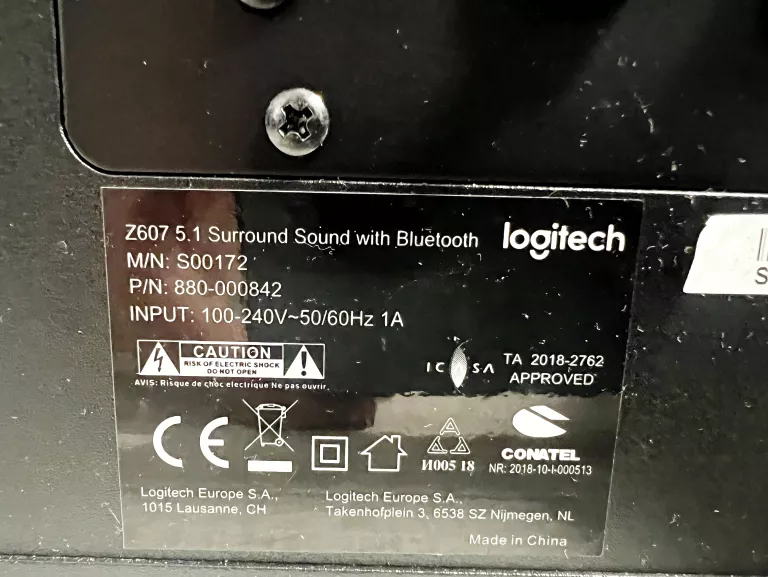 Z607 5.1 Surround Sound with Bluetooth
logitech
M/N: S00172
P/N: 880-000842
INPUT: 100-240V~50/60Hz 1A
CAUTION
RISK OF ELECTRIC SHOCK
DO NOT OPEN
AVIS: Risque de choc electrique Ne pas ouvrir
ICASA
TA 2018-2762
APPROVED
CE
И005 18
CONATEL
NR: 2018-10-I-000513
Logitech Europe S.A.,
1015 Lausanne, CH
Logitech Europe S.A.,
Takenhofplein 3, 6538 SZ Nijmegen, NL
Made in China
S